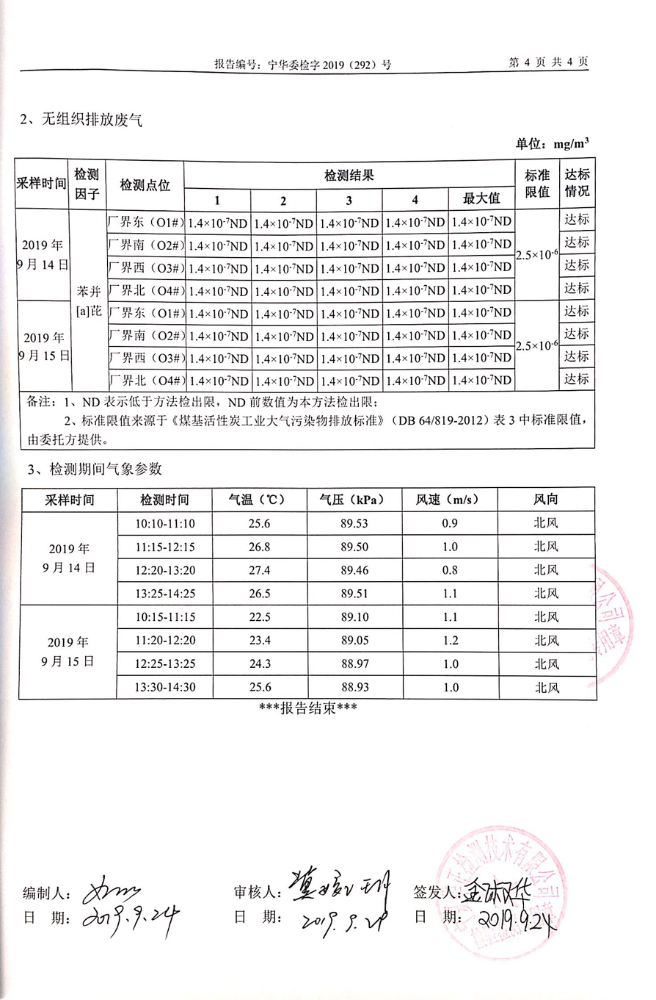 报告编号：宁华委检字 2019（292）号
第 4 页 共 4 页
2、无组织排放废气
单位：mg/m³
采样时间 检测因子 检测点位 检测结果 标准限值 达标情况
1 2 3 4 最大值
2019 年 9 月 14 日 苯并[a]芘 厂界东（O1#） 1.4×10⁻⁷ND 1.4×10⁻⁷ND 1.4×10⁻⁷ND 1.4×10⁻⁷ND 1.4×10⁻⁷ND 2.5×10⁻⁶ 达标
厂界南（O2#） 1.4×10⁻⁷ND 1.4×10⁻⁷ND 1.4×10⁻⁷ND 1.4×10⁻⁷ND 1.4×10⁻⁷ND 达标
厂界西（O3#） 1.4×10⁻⁷ND 1.4×10⁻⁷ND 1.4×10⁻⁷ND 1.4×10⁻⁷ND 1.4×10⁻⁷ND 达标
厂界北（O4#） 1.4×10⁻⁷ND 1.4×10⁻⁷ND 1.4×10⁻⁷ND 1.4×10⁻⁷ND 1.4×10⁻⁷ND 达标
2019 年 9 月 15 日 厂界东（O1#） 1.4×10⁻⁷ND 1.4×10⁻⁷ND 1.4×10⁻⁷ND 1.4×10⁻⁷ND 1.4×10⁻⁷ND 2.5×10⁻⁶ 达标
厂界南（O2#） 1.4×10⁻⁷ND 1.4×10⁻⁷ND 1.4×10⁻⁷ND 1.4×10⁻⁷ND 1.4×10⁻⁷ND 达标
厂界西（O3#） 1.4×10⁻⁷ND 1.4×10⁻⁷ND 1.4×10⁻⁷ND 1.4×10⁻⁷ND 1.4×10⁻⁷ND 达标
厂界北（O4#） 1.4×10⁻⁷ND 1.4×10⁻⁷ND 1.4×10⁻⁷ND 1.4×10⁻⁷ND 1.4×10⁻⁷ND 达标
备注：1、ND 表示低于方法检出限，ND 前数值为本方法检出限；
2、标准限值来源于《煤基活性炭工业大气污染物排放标准》（DB 64/819-2012）表 3 中标准限值，
由委托方提供。
3、检测期间气象参数
采样时间 检测时间 气温（℃） 气压（kPa） 风速（m/s） 风向
2019 年 9 月 14 日 10:10-11:10 25.6 89.53 0.9 北风
11:15-12:15 26.8 89.50 1.0 北风
12:20-13:20 27.4 89.46 0.8 北风
13:25-14:25 26.5 89.51 1.1 北风
2019 年 9 月 15 日 10:15-11:15 22.5 89.10 1.1 北风
11:20-12:20 23.4 89.05 1.2 北风
12:25-13:25 24.3 88.97 1.0 北风
13:30-14:30 25.6 88.93 1.0 北风
***报告结束***
编制人： 审核人： 签发人：金淑华
日 期：2019.9.24 日 期：2019.9.24 日 期：2019.9.24
检测技术有限公司